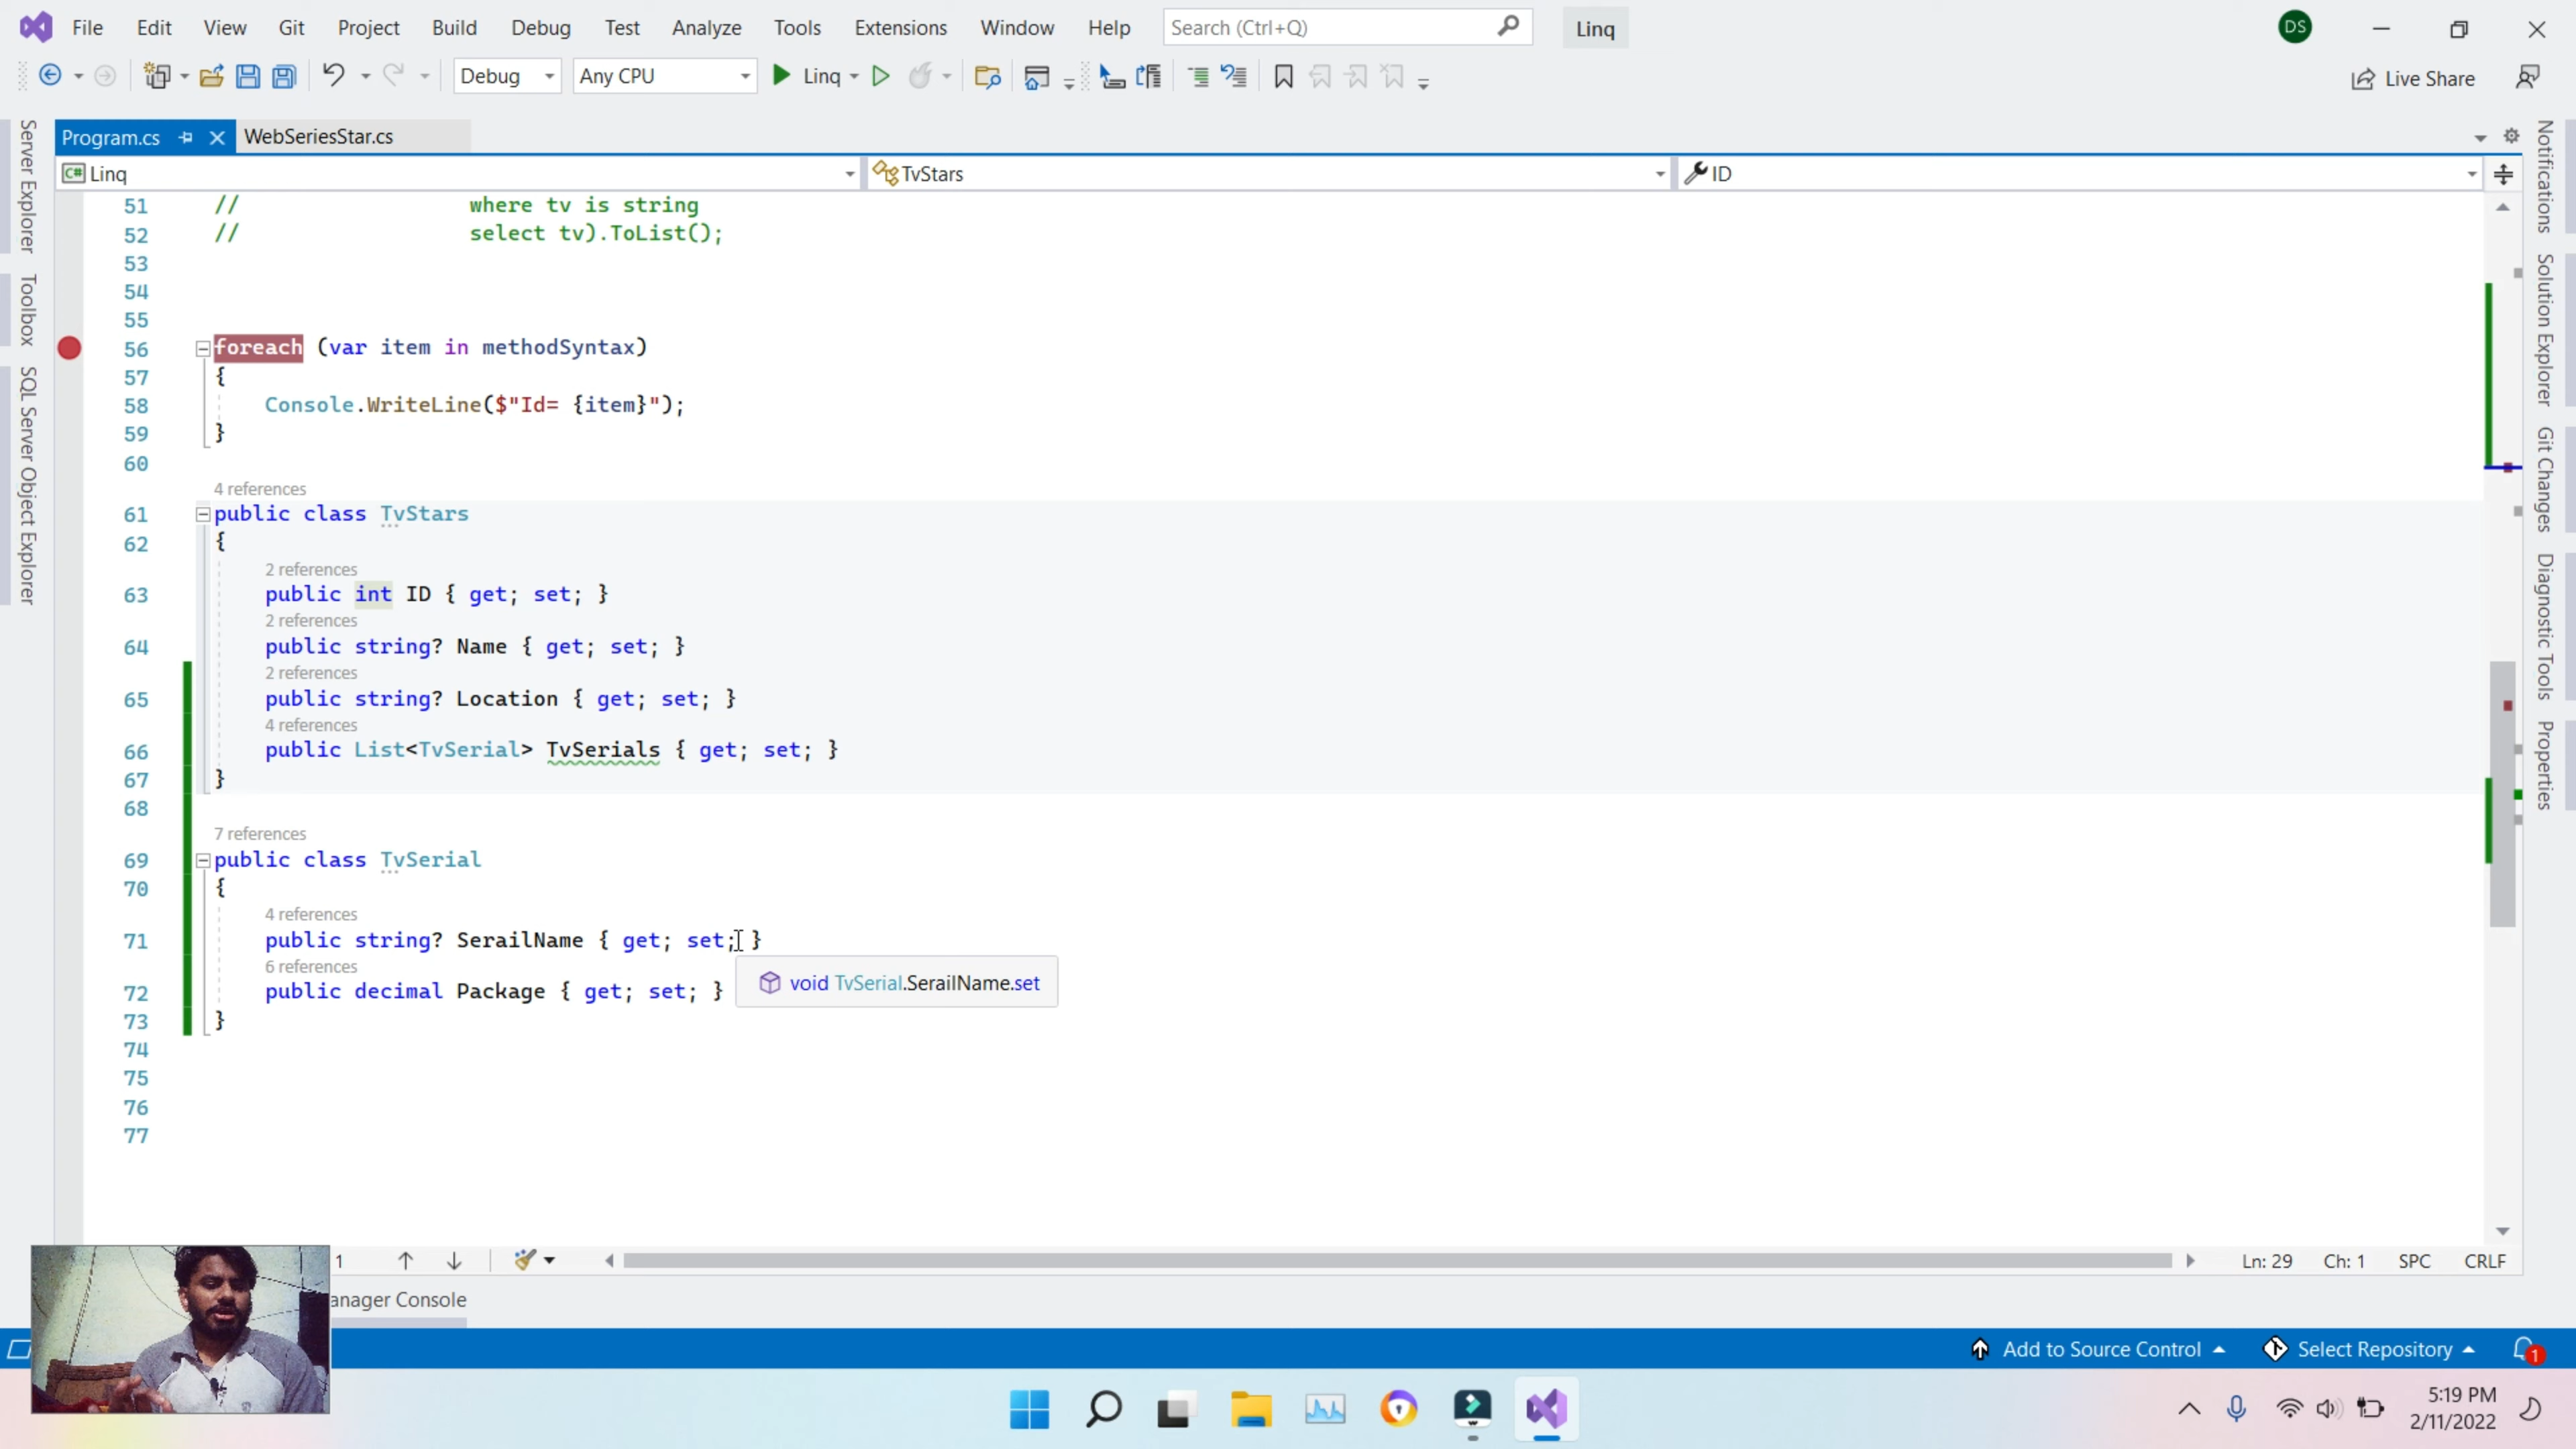 File Edit View Git Project Build Debug Test Analyze Tools Extensions Window Help Search (Ctrl+Q) Linq DS
Debug Any CPU Linq Live Share
Program.cs WebSeriesStar.cs
C# Linq TvStars ID
Server Explorer
Toolbox
SQL Server Object Explorer
51 // where tv is string
52 // select tv).ToList();
53
54
55
56 foreach (var item in methodSyntax)
57 {
58 Console.WriteLine($"Id= {item}");
59 }
60
4 references
61 public class TvStars
62 {
2 references
63 public int ID { get; set; }
2 references
64 public string? Name { get; set; }
2 references
65 public string? Location { get; set; }
4 references
66 public List<TvSerial> TvSerials { get; set; }
67 }
68
7 references
69 public class TvSerial
70 {
4 references
71 public string? SerailName { get; set; }
6 references
72 public decimal Package { get; set; }
void TvSerial.SerailName.set
73 }
74
75
76
77
Notifications
Solution Explorer
Git Changes
Diagnostic Tools
Properties
1 Ln: 29 Ch: 1 SPC CRLF
anager Console
Add to Source Control Select Repository 1
5:19 PM
2/11/2022